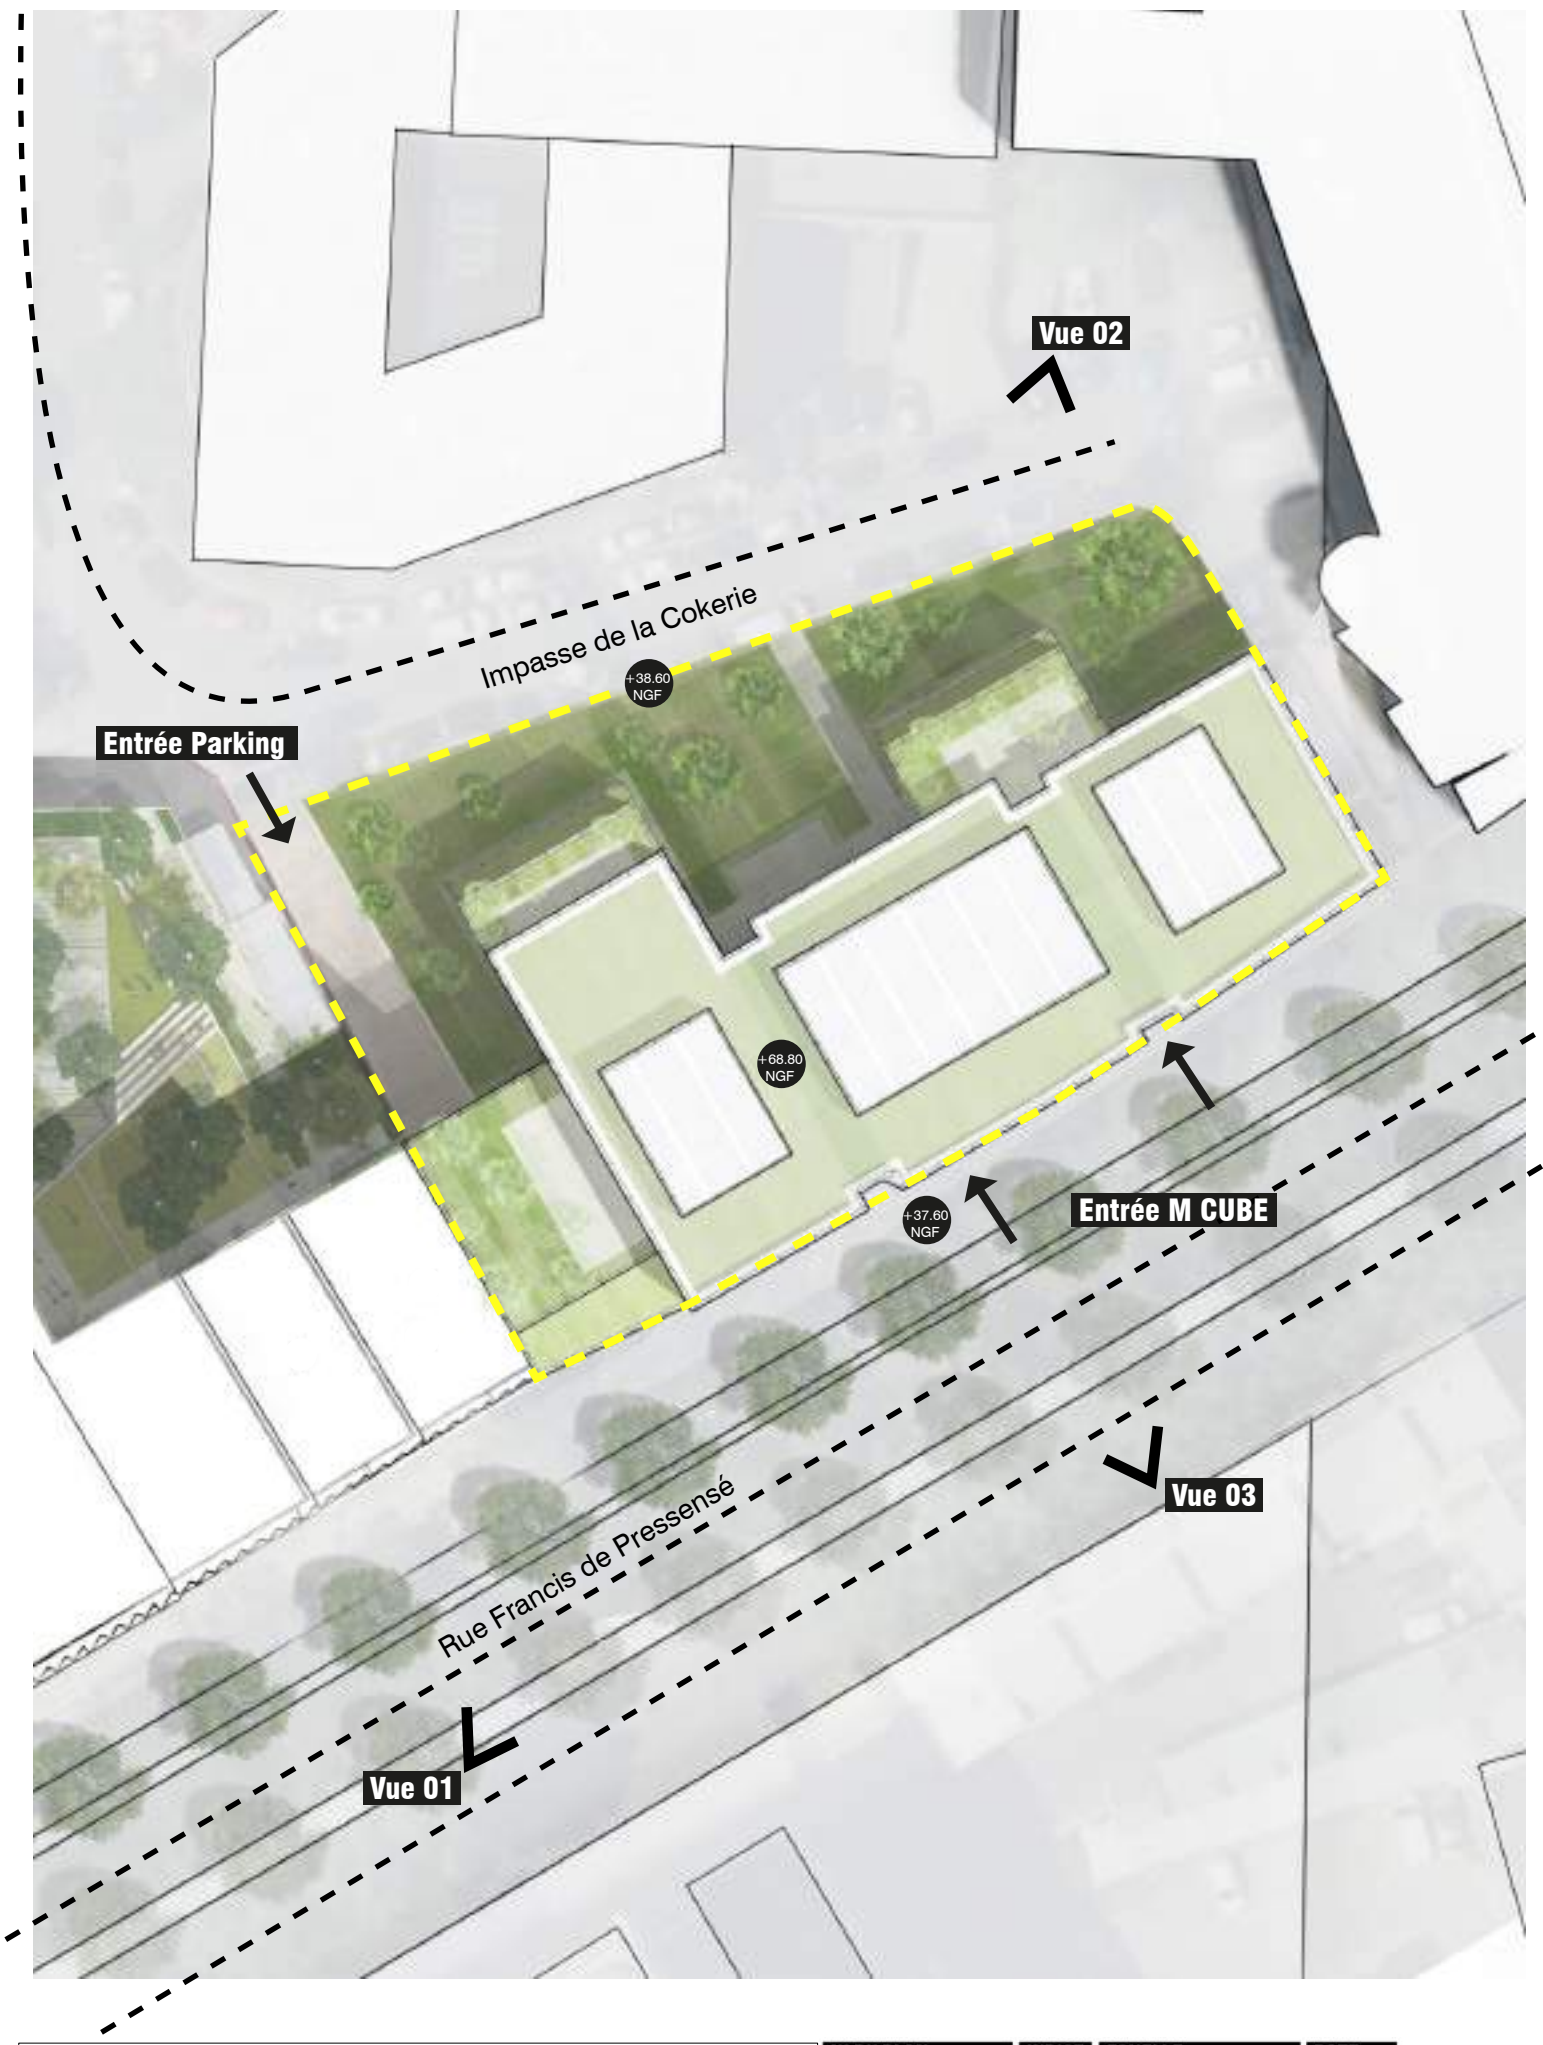 Vue 02
Impasse de la Cokerie
+38.60
NGF
Entrée Parking
+68.80
NGF
+37.60
NGF
Entrée M CUBE
Rue Francis de Pressensé
Vue 03
Vue 01